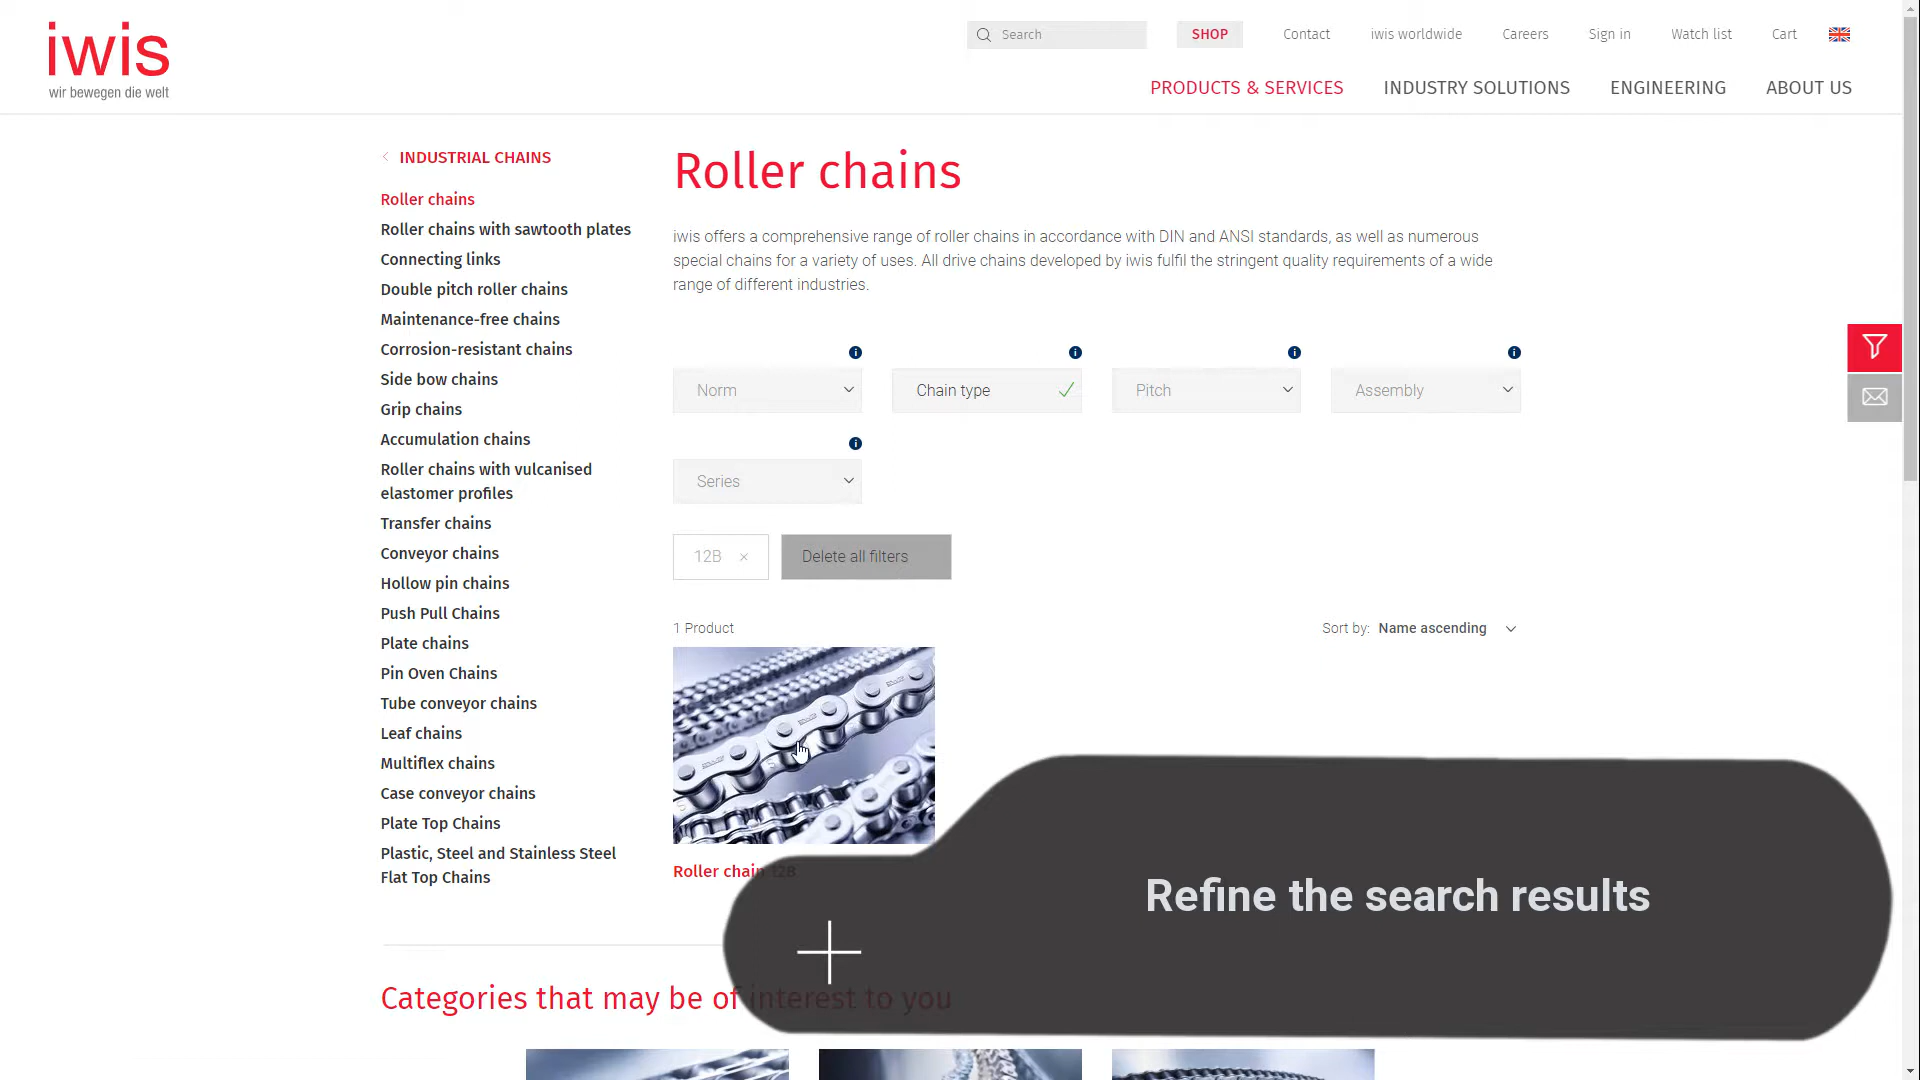 iwis
wir bewegen die welt
Search
SHOP
Contact
iwis worldwide
Careers
Sign in
Watch list
Cart
PRODUCTS & SERVICES
INDUSTRY SOLUTIONS
ENGINEERING
ABOUT US
INDUSTRIAL CHAINS
Roller chains
Roller chains with sawtooth plates
Connecting links
Double pitch roller chains
Maintenance-free chains
Corrosion-resistant chains
Side bow chains
Grip chains
Accumulation chains
Roller chains with vulcanised
elastomer profiles
Transfer chains
Conveyor chains
Hollow pin chains
Push Pull Chains
Plate chains
Pin Oven Chains
Tube conveyor chains
Leaf chains
Multiflex chains
Case conveyor chains
Plate Top Chains
Plastic, Steel and Stainless Steel
Flat Top Chains
Roller chains
iwis offers a comprehensive range of roller chains in accordance with DIN and ANSI standards, as well as numerous
special chains for a variety of uses. All drive chains developed by iwis fulfil the stringent quality requirements of a wide
range of different industries.
Norm
Chain type
Pitch
Assembly
Series
12B ×
Delete all filters
1 Product
Sort by: Name ascending
Roller chain 12B
Refine the search results
Categories that may be of interest to you